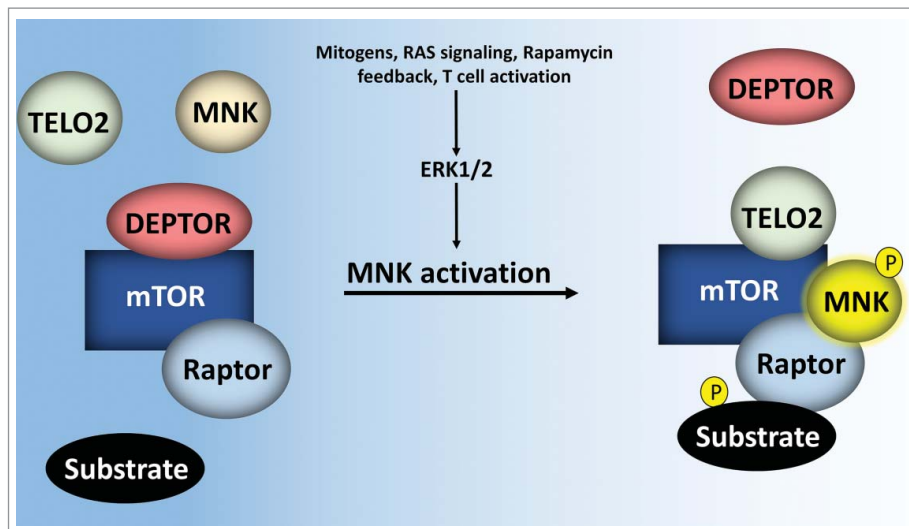 TELO2
MNK
DEPTOR
mTOR
Raptor
Substrate
Mitogens, RAS signaling, Rapamycin
feedback, T cell activation
ERK1/2
MNK activation
DEPTOR
TELO2
P
mTOR
MNK
Raptor
P
Substrate